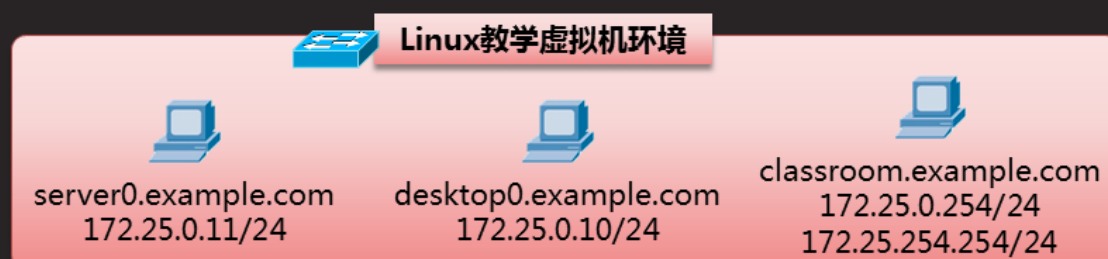 Linux教学虚拟机环境
server0.example.com
172.25.0.11/24
desktop0.example.com
172.25.0.10/24
classroom.example.com
172.25.0.254/24
172.25.254.254/24